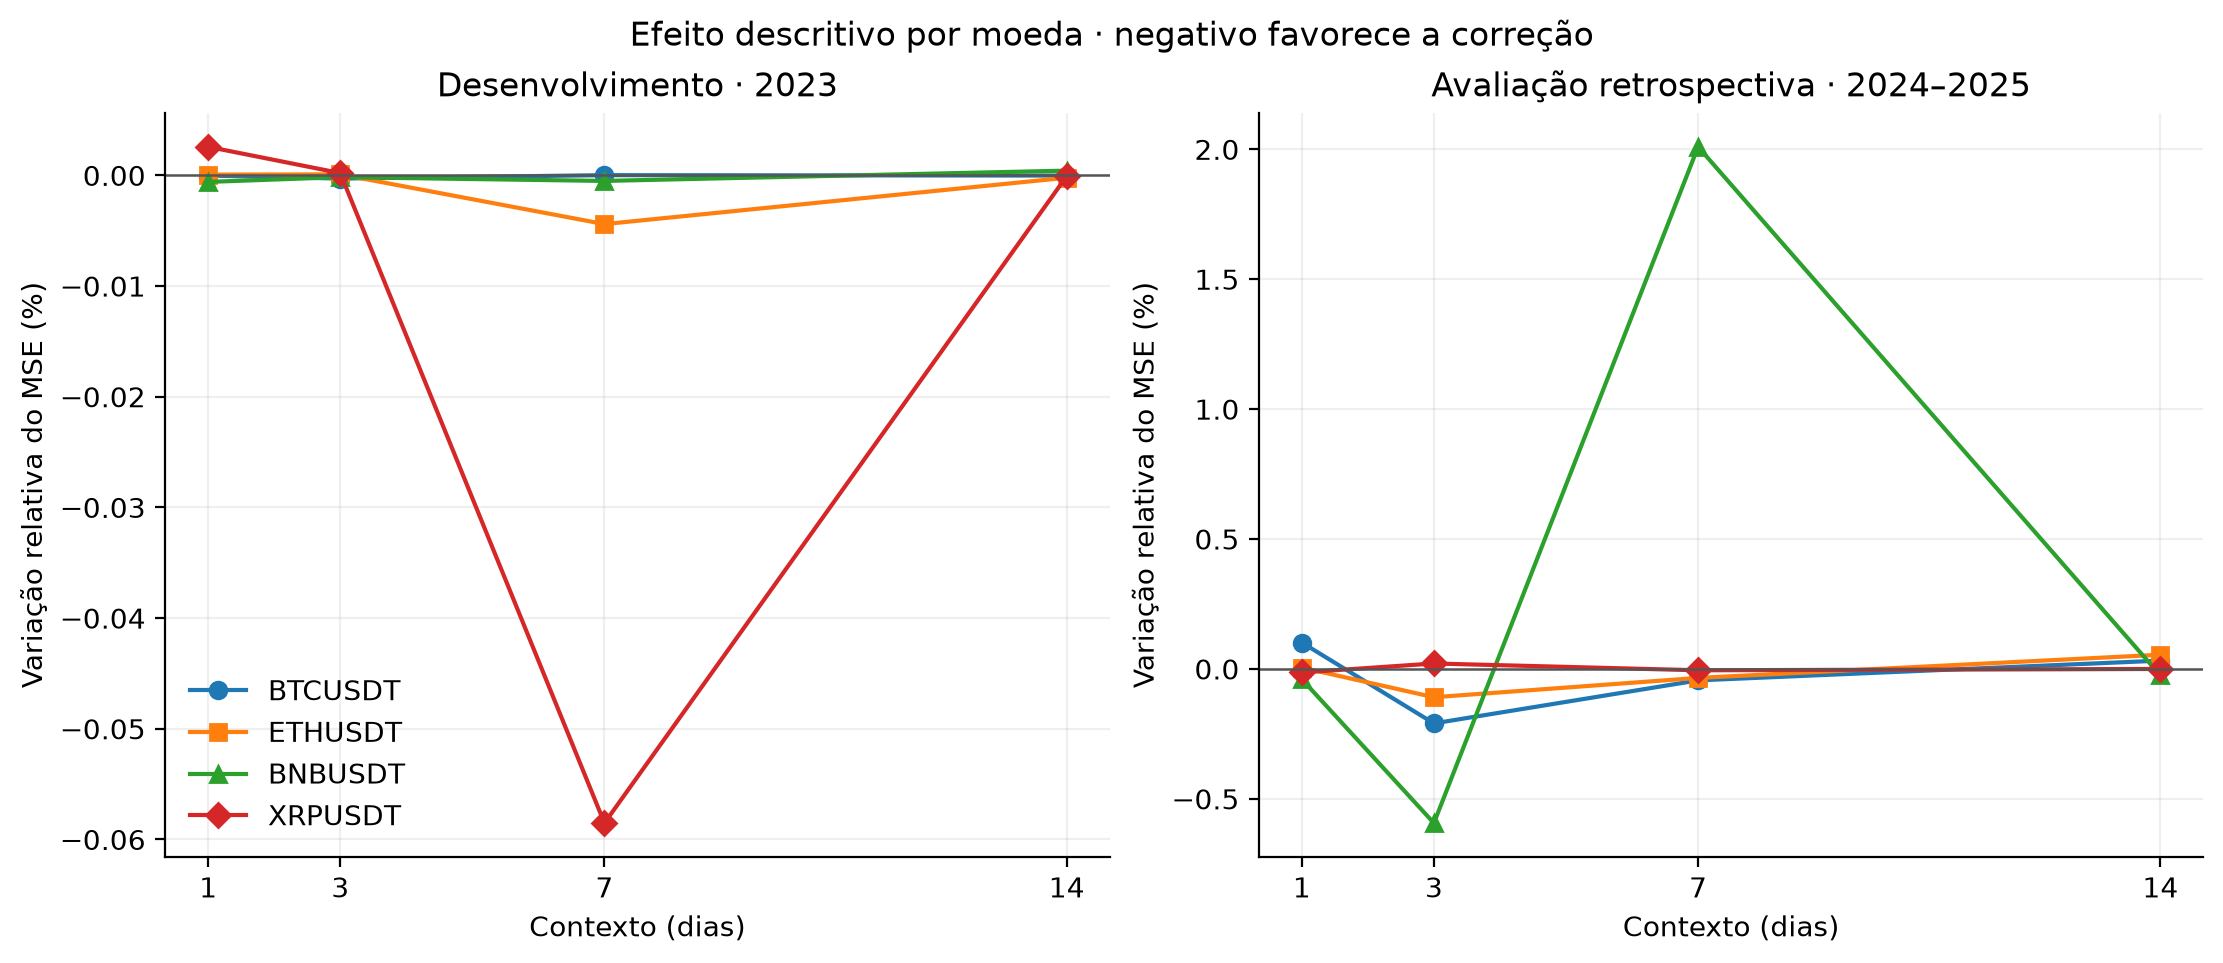 Efeito descritivo por moeda · negativo favorece a correção
Desenvolvimento · 2023
Variação relativa do MSE (%)
0.00
−0.01
−0.02
−0.03
−0.04
−0.05
−0.06
BTCUSDT
ETHUSDT
BNBUSDT
XRPUSDT
1 3 7 14
Contexto (dias)
Avaliação retrospectiva · 2024–2025
Variação relativa do MSE (%)
2.0
1.5
1.0
0.5
0.0
−0.5
1 3 7 14
Contexto (dias)